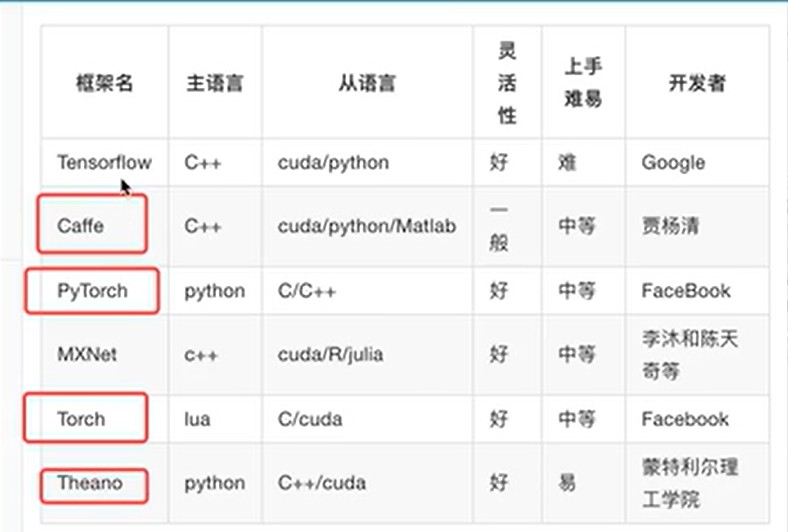 框架名 主语言 从语言 灵活性 上手难易 开发者
Tensorflow C++ cuda/python 好 难 Google
Caffe C++ cuda/python/Matlab 一般 中等 贾杨清
PyTorch python C/C++ 好 中等 FaceBook
MXNet c++ cuda/R/julia 好 中等 李沐和陈天奇等
Torch lua C/cuda 好 中等 Facebook
Theano python C++/cuda 好 易 蒙特利尔理工学院